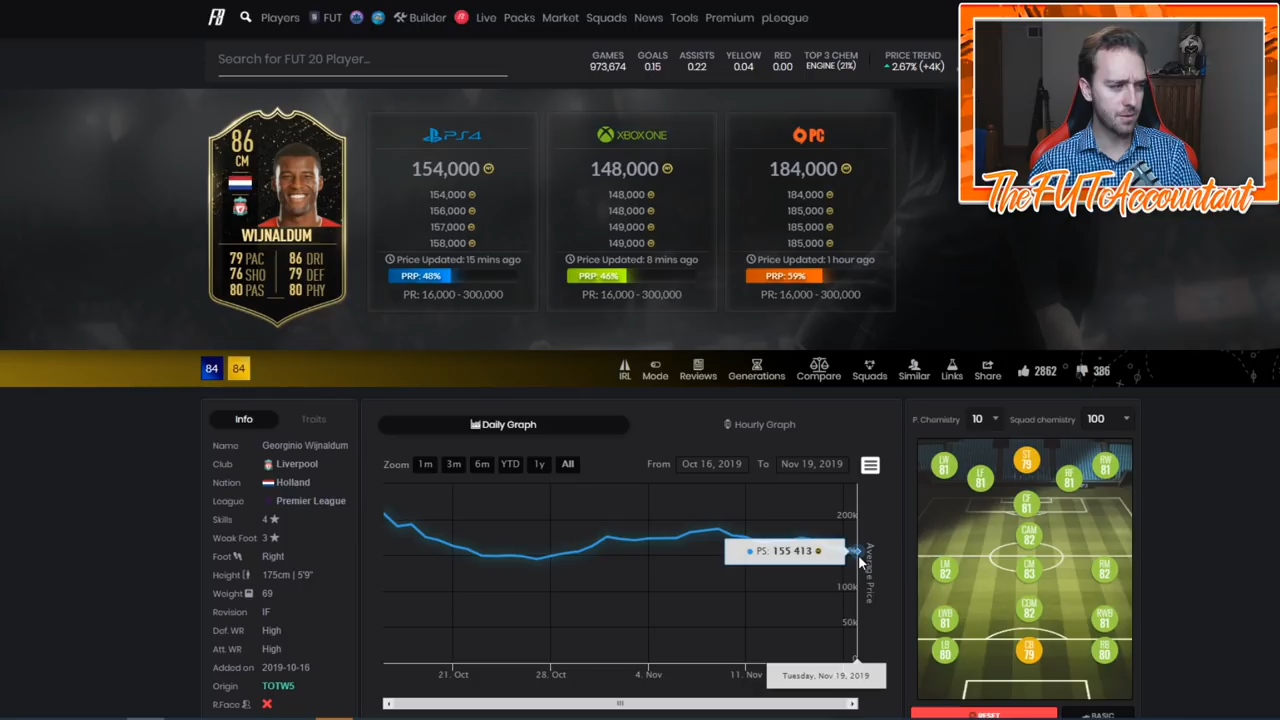 Players FUT Builder Live Packs Market Squads News Tools Premium pLeague
Search for FUT 20 Player...
GAMES GOALS ASSISTS YELLOW RED TOP 3 CHEM PRICE TREND
973,674 0.15 0.22 0.04 0.00 ENGINE (21%) 2.67% (+4K)
86
CM
WIJNALDUM
79 PAC 86 DRI
76 SHO 79 DEF
80 PAS 80 PHY
PS4
154,000
154,000
156,000
157,000
158,000
Price Updated: 15 mins ago
PRP: 48%
PR: 16,000 - 300,000
XBOX ONE
148,000
148,000
148,000
149,000
149,000
Price Updated: 8 mins ago
PRP: 46%
PR: 16,000 - 300,000
PC
184,000
184,000
185,000
185,000
185,000
Price Updated: 1 hour ago
PRP: 59%
PR: 16,000 - 300,000
TheFUTAccountant
84 84
IRL Mode Reviews Generations Compare Squads Similar Links Share 2862 386
Info Traits
Name Georginio Wijnaldum
Club Liverpool
Nation Holland
League Premier League
Skills 4
Weak Foot 3
Foot Right
Height 175cm | 5'9"
Weight 69
Revision IF
Def. WR High
Att. WR High
Added on 2019-10-16
Origin TOTW5
R.Face
Daily Graph Hourly Graph
Zoom 1m 3m 6m YTD 1y All From Oct 16, 2019 To Nov 19, 2019
200k
PS: 155 413
100k
50k
0
Average Price
21. Oct 28. Oct 4. Nov 11. Nov
Tuesday, Nov 19, 2019
P. Chemistry 10 Squad chemistry 100
LW 81
LF 81
ST 79
RF 81
RW 81
CF 81
CAM 82
LM 82
CM 83
RM 82
CDM 82
LWB 81
RWB 81
LB 80
CB 79
RB 80
RESET BASIC